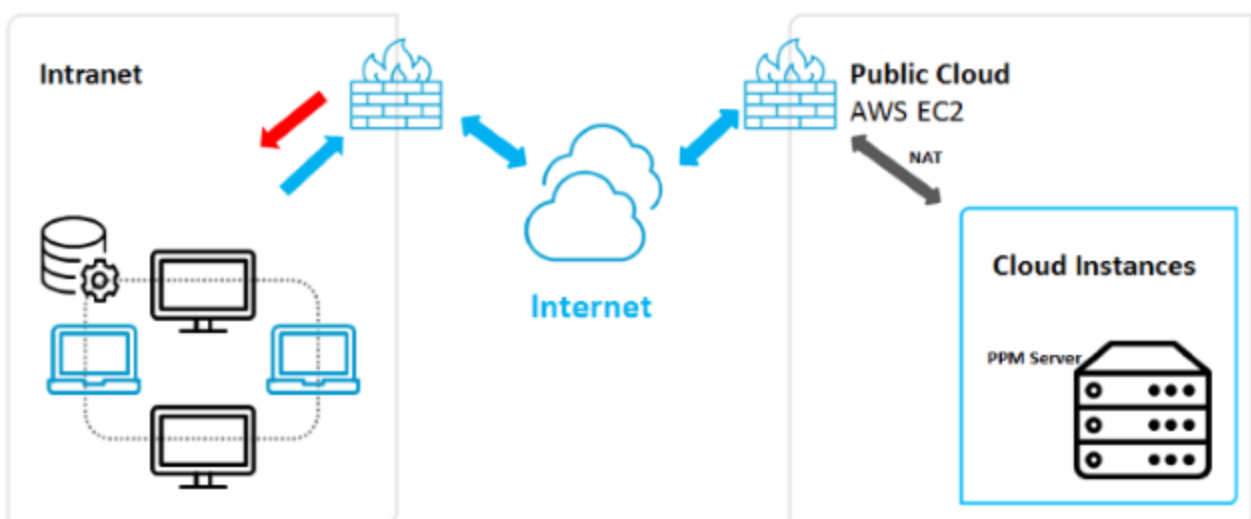 Intranet
Public Cloud
AWS EC2
NAT
Internet
Cloud Instances
PPM Server